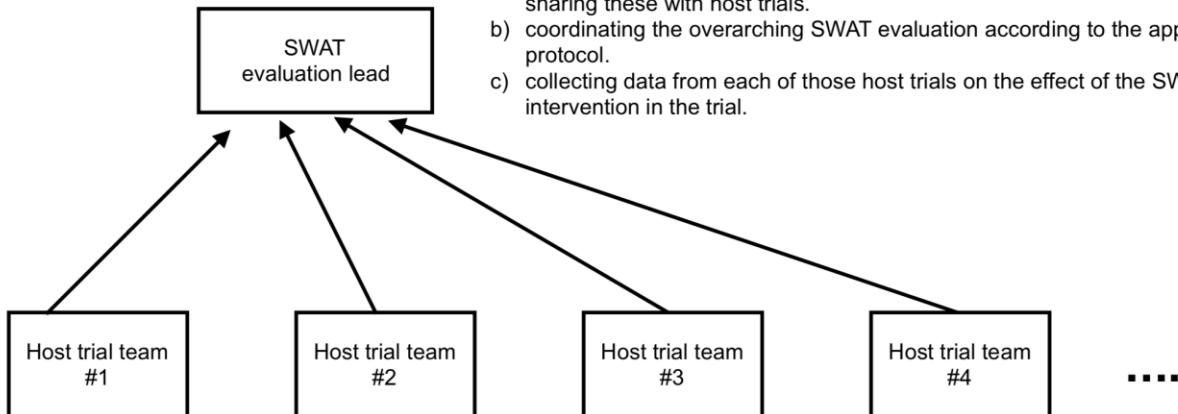 sharing these with host trials.
b) coordinating the overarching SWAT evaluation according to the
protocol.
c) collecting data from each of those host trials on the effect of the
intervention in the trial.
SWAT
evaluation lead
Host trial team
#1
Host trial team
#2
Host trial team
#3
Host trial team
#4
.....